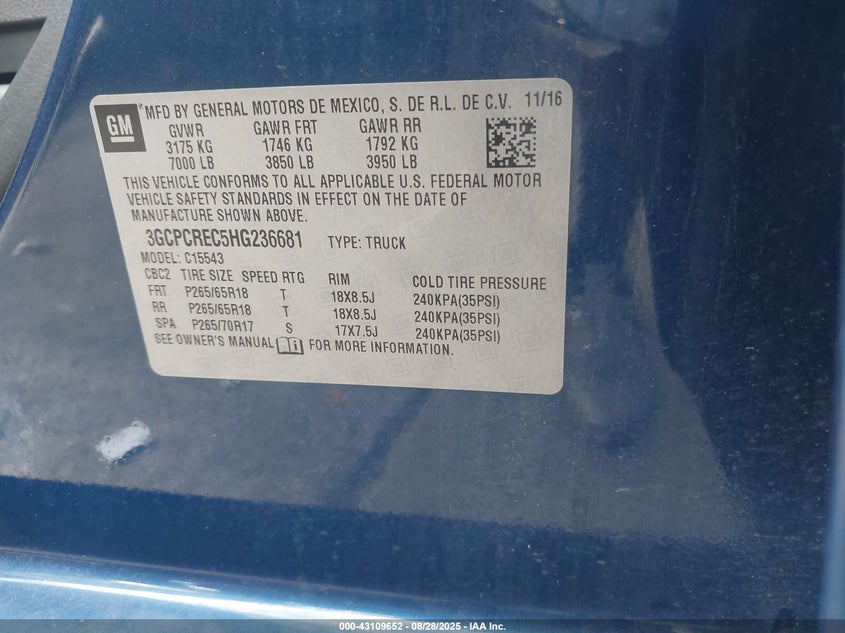 GM
® MFD BY GENERAL MOTORS DE MEXICO, S. DE R.L. DE C.V. 11/16
GVWR GAWR FRT GAWR RR
3175 KG 1746 KG 1792 KG
7000 LB 3850 LB 3950 LB
THIS VEHICLE CONFORMS TO ALL APPLICABLE U.S. FEDERAL MOTOR
VEHICLE SAFETY STANDARDS IN EFFECT ON THE DATE OF
MANUFACTURE SHOWN ABOVE.
3GCPCREC5HG236681 TYPE: TRUCK
MODEL: C15543
CBC2 TIRE SIZE SPEED RTG RIM COLD TIRE PRESSURE
FRT P265/65R18 T 18X8.5J 240KPA(35PSI)
RR P265/65R18 T 18X8.5J 240KPA(35PSI)
SPA P265/70R17 S 17X7.5J 240KPA(35PSI)
SEE OWNER'S MANUAL FOR MORE INFORMATION.
000-43109652 - 08/28/2025 - IAA Inc.